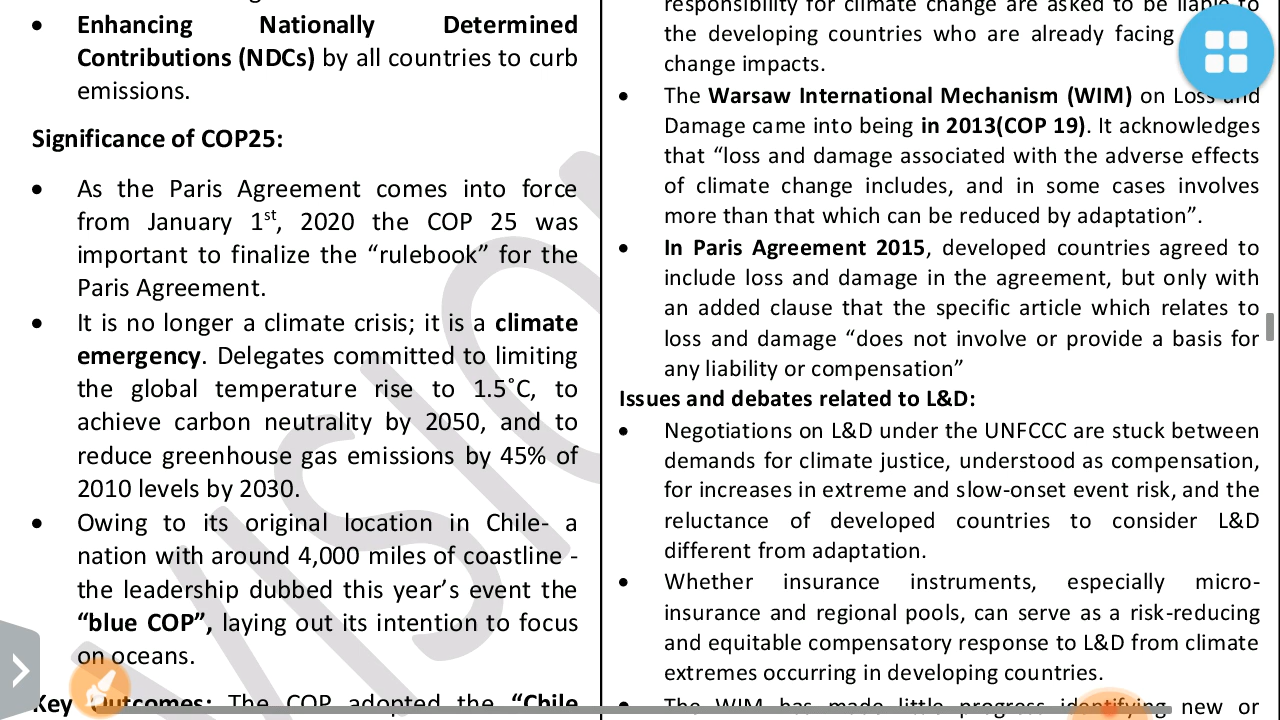 • Enhancing Nationally Determined
Contributions (NDCs) by all countries to curb
emissions.
Significance of COP25:
• As the Paris Agreement comes into force
from January 1st, 2020 the COP 25 was
important to finalize the “rulebook” for the
Paris Agreement.
• It is no longer a climate crisis; it is a climate
emergency. Delegates committed to limiting
the global temperature rise to 1.5˚C, to
achieve carbon neutrality by 2050, and to
reduce greenhouse gas emissions by 45% of
2010 levels by 2030.
• Owing to its original location in Chile- a
nation with around 4,000 miles of coastline -
the leadership dubbed this year’s event the
“blue COP”, laying out its intention to focus
on oceans.
Key Outcomes: The COP adopted the “Chile
responsibility for climate change are asked to be liable to
the developing countries who are already facing
change impacts.
• The Warsaw International Mechanism (WIM) on Loss and
Damage came into being in 2013(COP 19). It acknowledges
that “loss and damage associated with the adverse effects
of climate change includes, and in some cases involves
more than that which can be reduced by adaptation”.
• In Paris Agreement 2015, developed countries agreed to
include loss and damage in the agreement, but only with
an added clause that the specific article which relates to
loss and damage “does not involve or provide a basis for
any liability or compensation”
Issues and debates related to L&D:
• Negotiations on L&D under the UNFCCC are stuck between
demands for climate justice, understood as compensation,
for increases in extreme and slow-onset event risk, and the
reluctance of developed countries to consider L&D
different from adaptation.
• Whether insurance instruments, especially micro-
insurance and regional pools, can serve as a risk-reducing
and equitable compensatory response to L&D from climate
extremes occurring in developing countries.
• The WIM has made little progress identifying new or